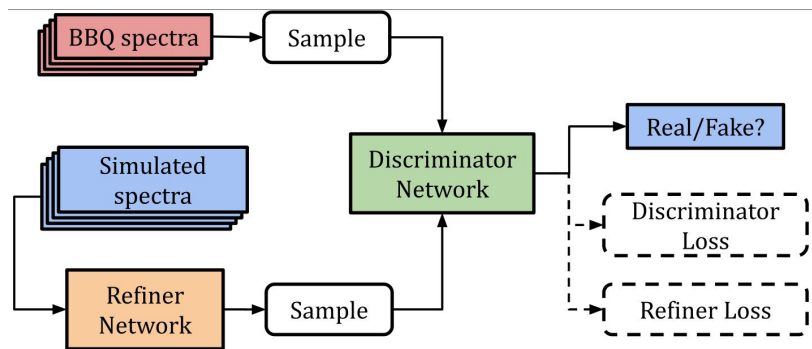 BBQ spectra
Sample
Simulated
spectra
Discriminator
Network
Real/Fake?
Discriminator
Loss
Refiner
Network
Sample
Refiner Loss